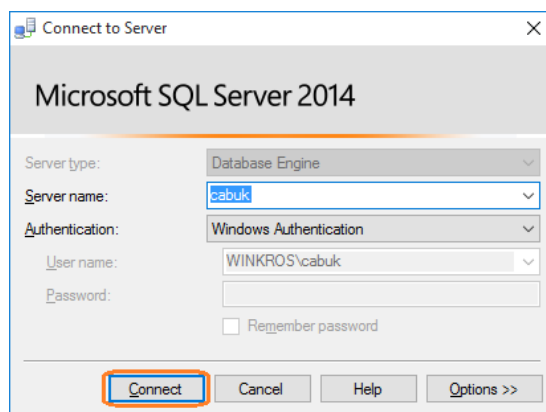 Connect to Server
Microsoft SQL Server 2014
Server type: Database Engine
Server name: cabuk
Authentication: Windows Authentication
User name: WINKROS\cabuk
Password:
Remember password
Connect Cancel Help Options >>